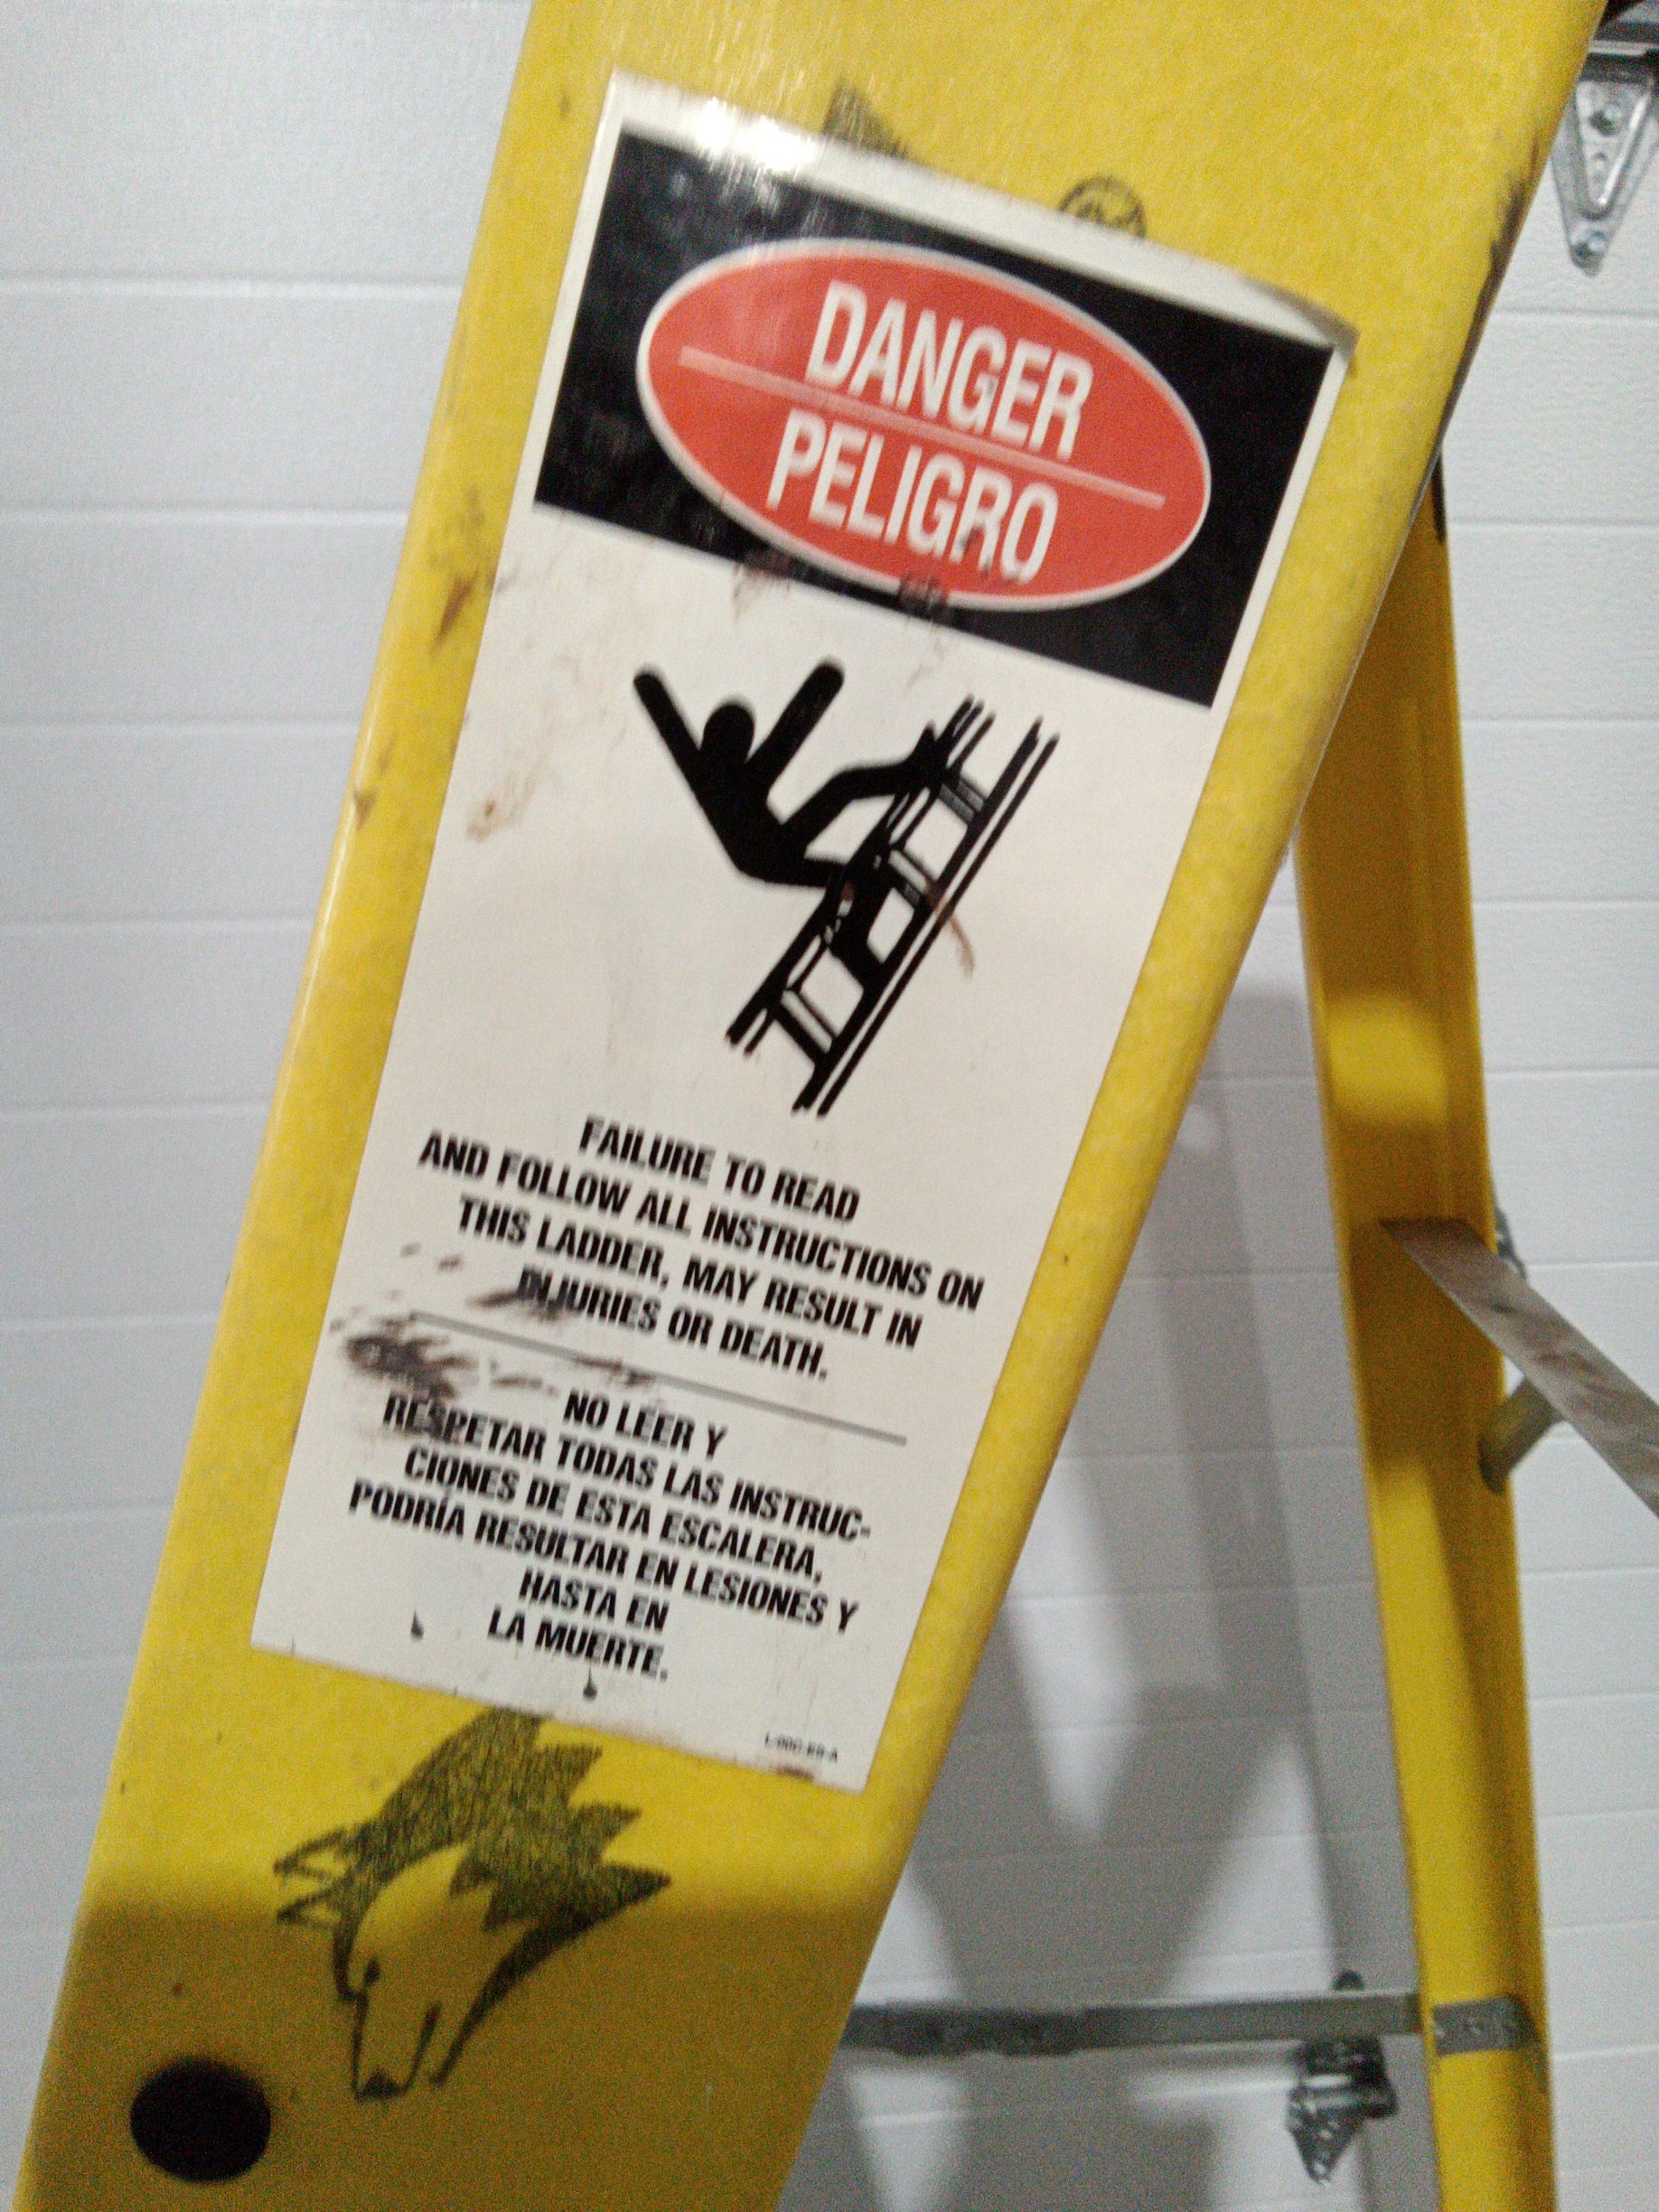 DANGER
PELIGRO
FAILURE TO READ
AND FOLLOW ALL INSTRUCTIONS ON
THIS LADDER, MAY RESULT IN
INJURIES OR DEATH.
NO LEER Y
RESPETAR TODAS LAS INSTRUC-
CIONES DE ESTA ESCALERA,
PODRÍA RESULTAR EN LESIONES Y
HASTA EN
LA MUERTE.